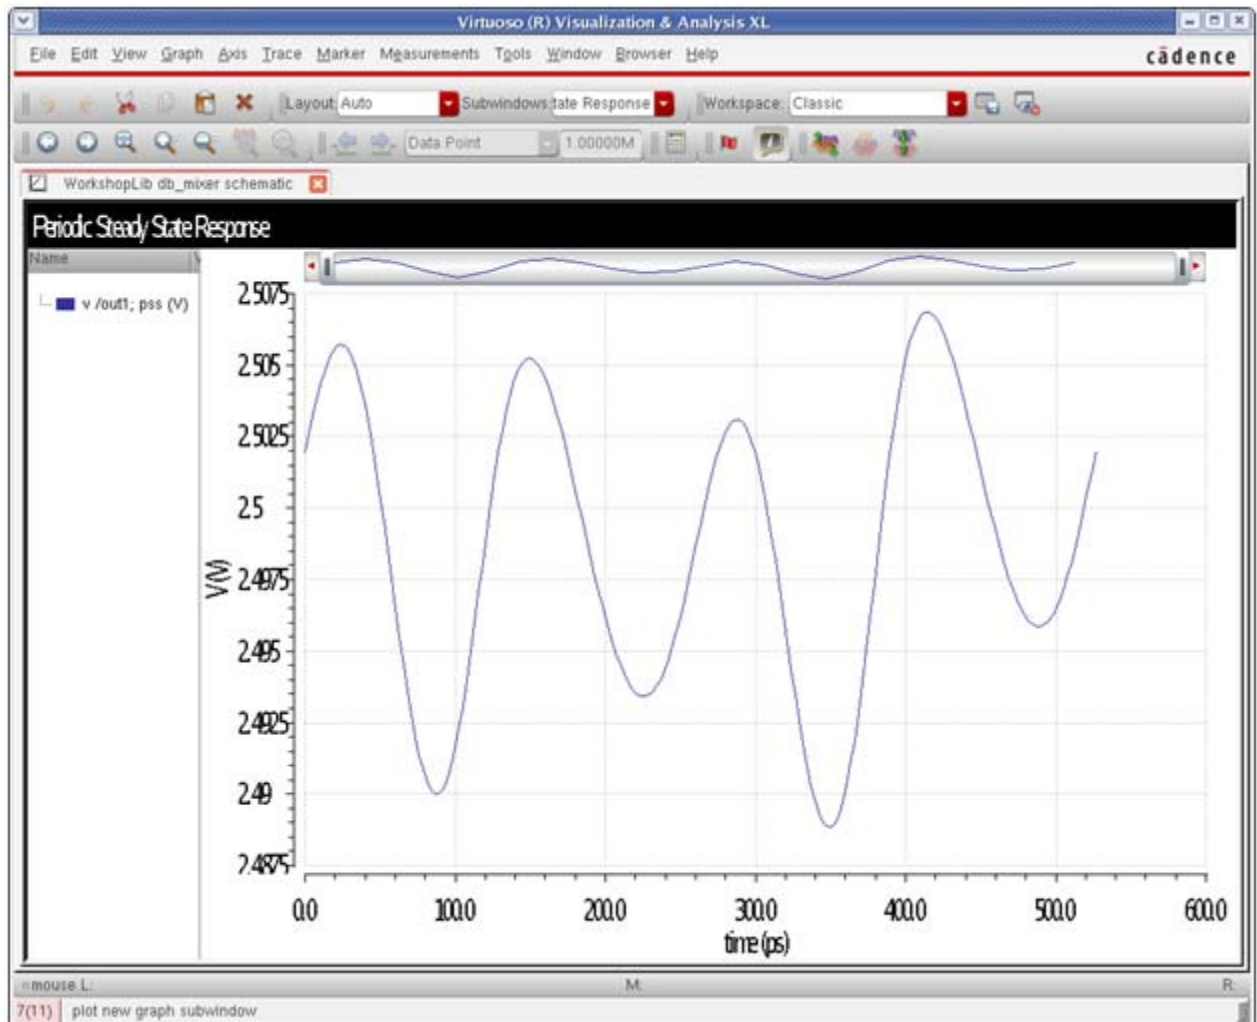 Virtuoso (R) Visualization & Analysis XL
File Edit View Graph Axis Trace Marker Measurements Tools Window Browser Help cādence
Layout: Auto Subwindows: tate Response Workspace: Classic
Data Point 1.00000M
WorkshopLib db_mixer schematic
Periodic Steady State Response
Name V
v /out1; pss (V)
2.5075
2.505
2.5025
2.5
2.4975
2.495
2.4925
2.49
2.4875
V (V)
0.0 100.0 200.0 300.0 400.0 500.0 600.0
time (ps)
mouse L: M: R:
7(11) plot new graph subwindow